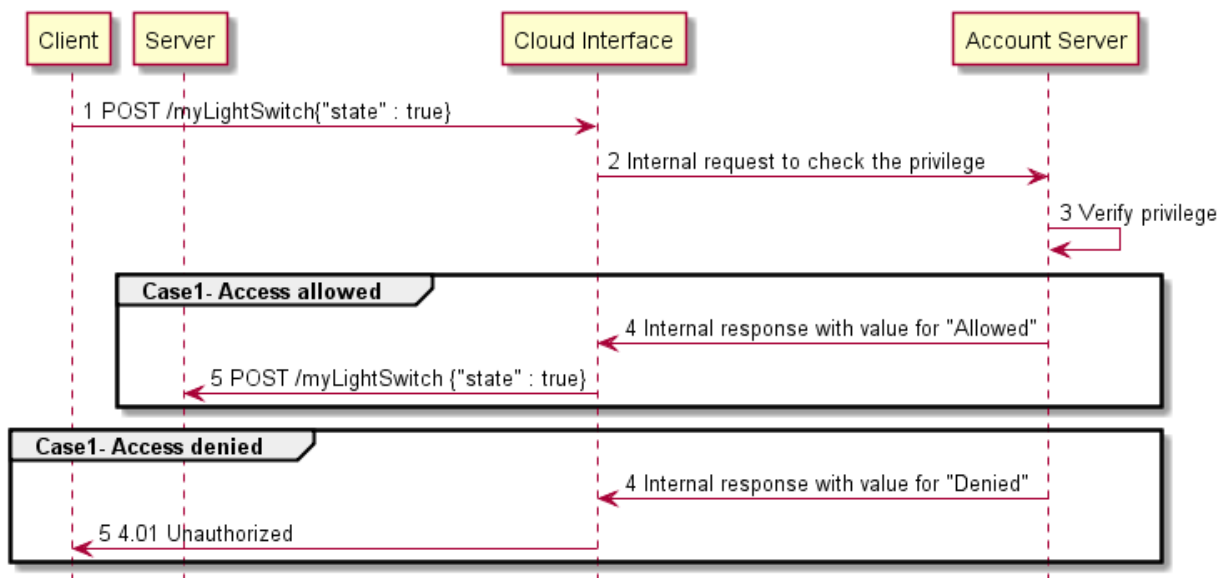 Client
Server
Cloud Interface
Account Server
1 POST /myLightSwitch{"state" : true}
2 Internal request to check the privilege
3 Verify privilege
Case1- Access allowed
4 Internal response with value for "Allowed"
5 POST /myLightSwitch {"state" : true}
Case1- Access denied
4 Internal response with value for "Denied"
5 4.01 Unauthorized